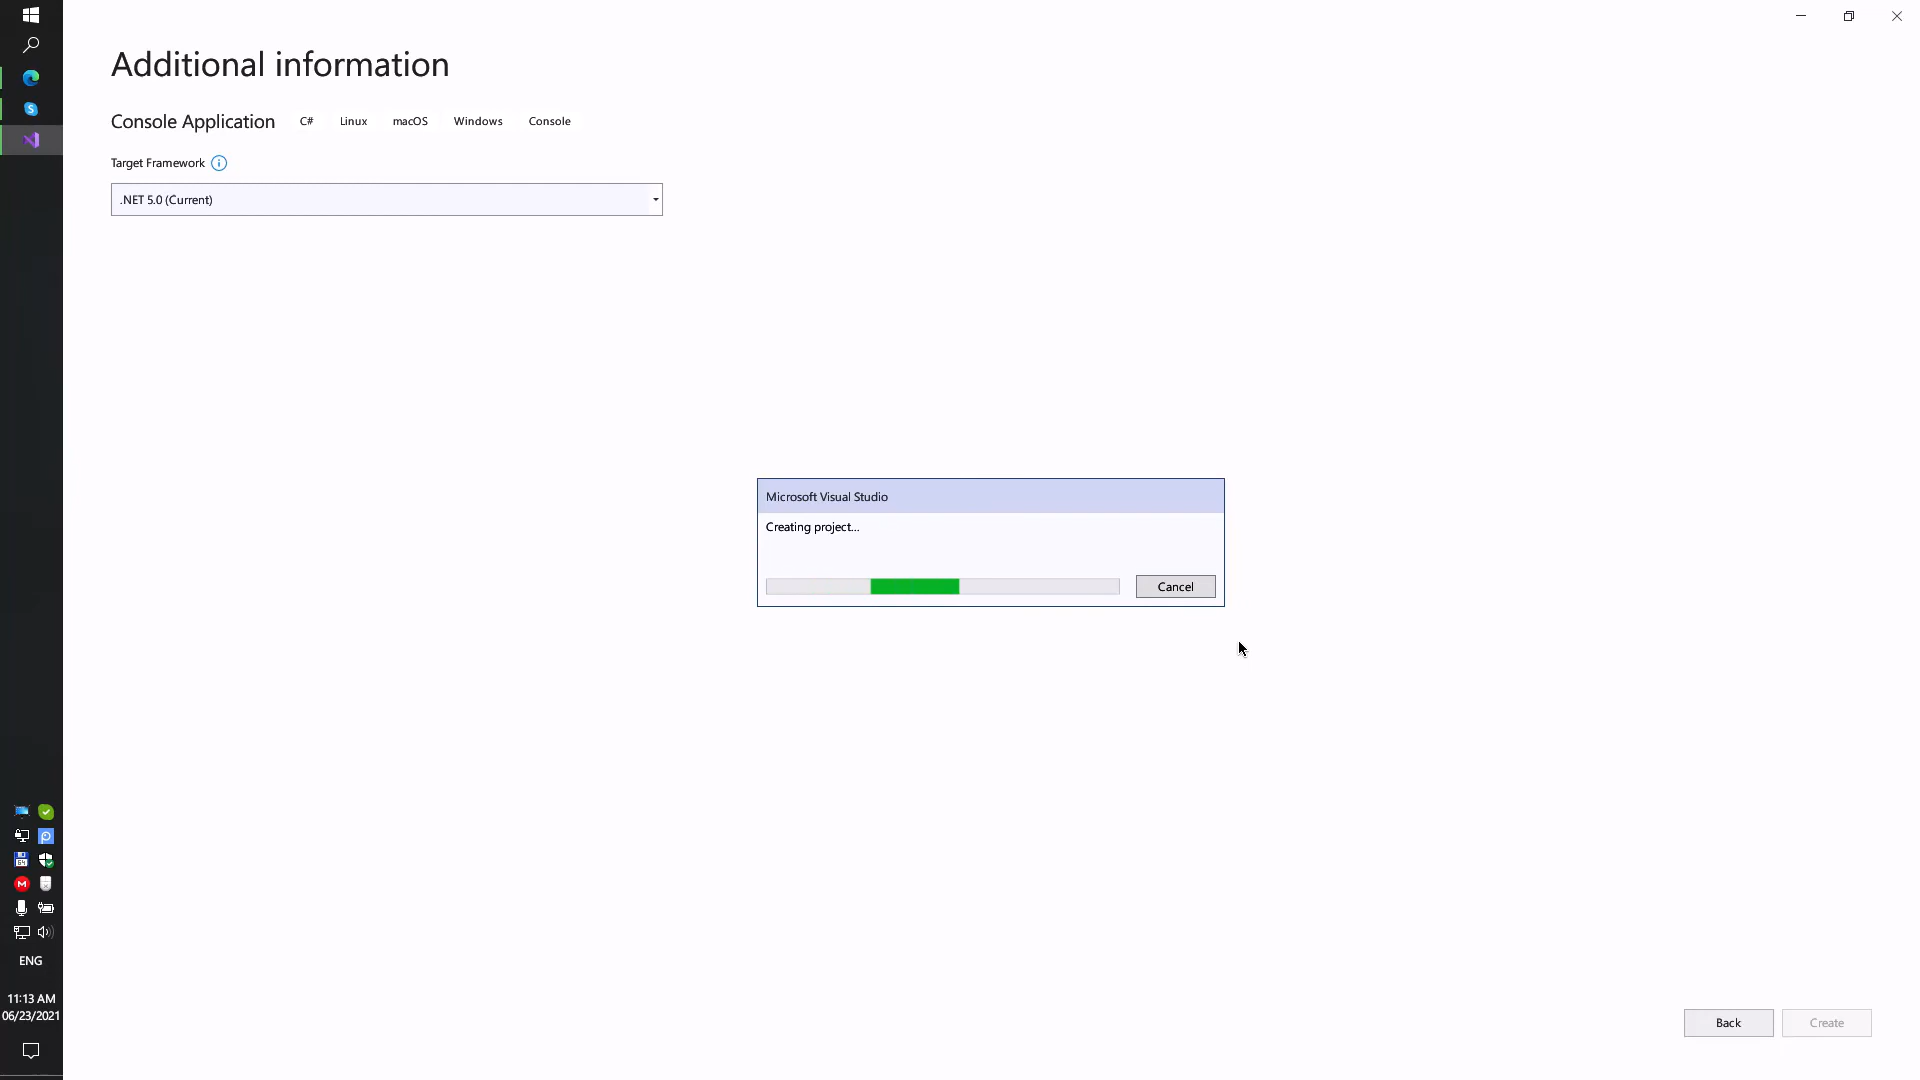 Additional information
Console Application C# Linux macOS Windows Console
Target Framework
.NET 5.0 (Current)
Microsoft Visual Studio
Creating project...
Cancel
ENG
11:13 AM
06/23/2021
Back Create